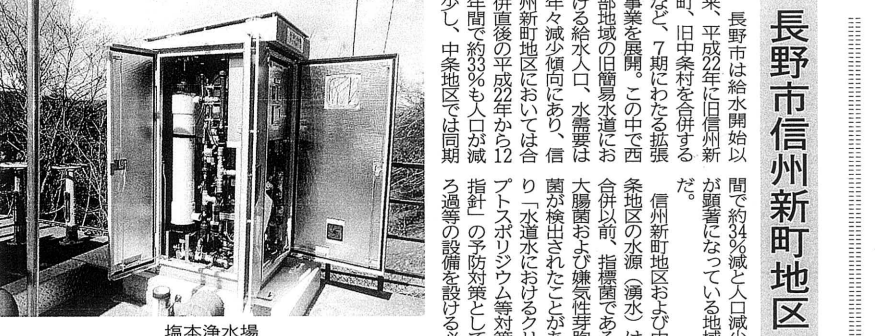 長野市信州新町地区
長野市は給水開始以
来、平成22年に旧信州新
町、旧中条村を合併する
など、7期にわたる拡張
事業を展開。この中で西
部地域の旧簡易水道にお
ける給水人口、水需要は
年々減少傾向にあり、信
州新町地区においては合
併直後の平成22年から12
年間で約33%も人口が減
少し、中条地区では同期
間で約34%減と人口減少
が顕著になっている地域
だ。
信州新町地区および中
条地区の水源(湧水)は
合併以前、指標菌である
大腸菌および嫌気性芽胞
菌が検出されたことがあ
り「水道水におけるクリ
プトスポリジウム等対策
指針」の予防対策として
ろ過等の設備を設ける
塩本浄水場